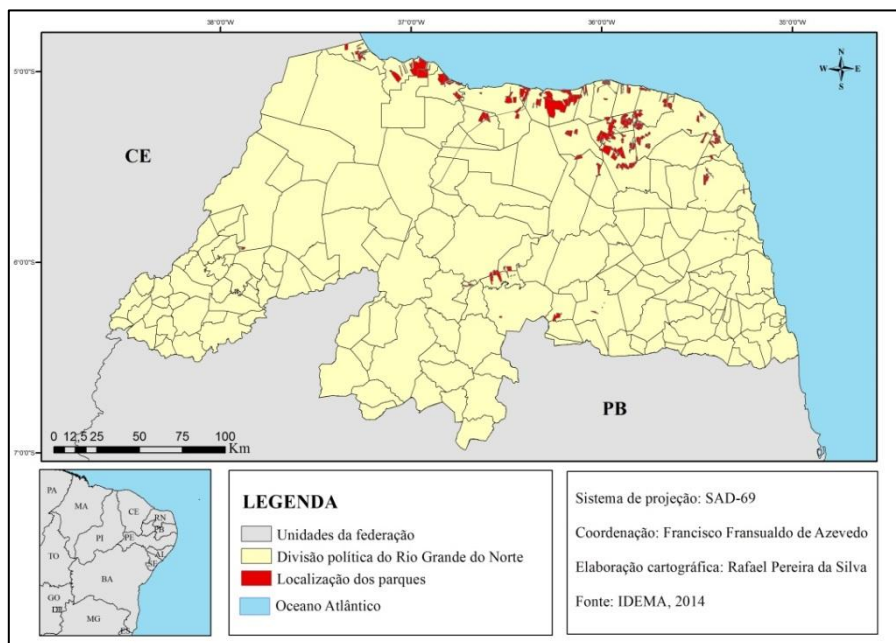 38°0'0"O 37°0'0"O 36°0'0"O 35°0'0"O
5°0'0"S
N
W E
S
CE
6°0'0"S
PB
0 12,5 25 50 75 100
Km
7°0'0"S
PA
MA
CE
RN
PB
PI
PE
AL
SE
TO
BA
GO
MG
ES
LEGENDA
Unidades da federação
Divisão política do Rio Grande do Norte
Localização dos parques
Oceano Atlântico
Sistema de projeção: SAD-69
Coordenação: Francisco Fransualdo de Azevedo
Elaboração cartográfica: Rafael Pereira da Silva
Fonte: IDEMA, 2014